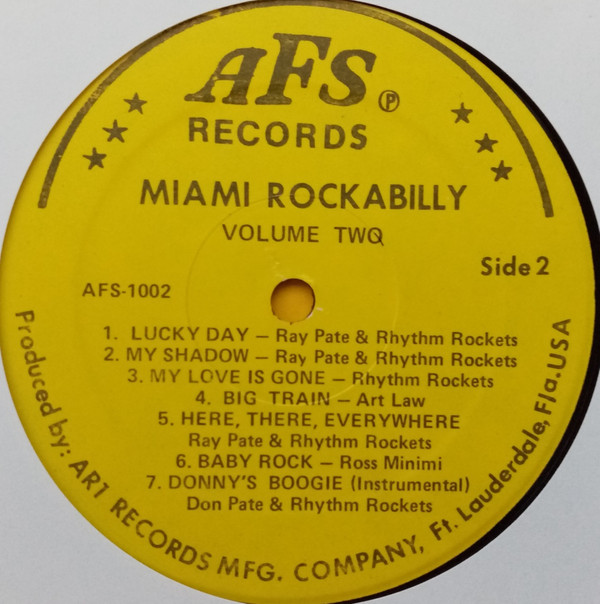 AFS ℗
RECORDS
MIAMI ROCKABILLY
VOLUME TWO
Side 2
AFS-1002
1. LUCKY DAY – Ray Pate & Rhythm Rockets
2. MY SHADOW – Ray Pate & Rhythm Rockets
3. MY LOVE IS GONE – Rhythm Rockets
4. BIG TRAIN – Art Law
5. HERE, THERE, EVERYWHERE
Ray Pate & Rhythm Rockets
6. BABY ROCK – Ross Minimi
7. DONNY'S BOOGIE (Instrumental)
Don Pate & Rhythm Rockets
Produced by: ART RECORDS MFG. COMPANY, Ft. Lauderdale, Fla. USA